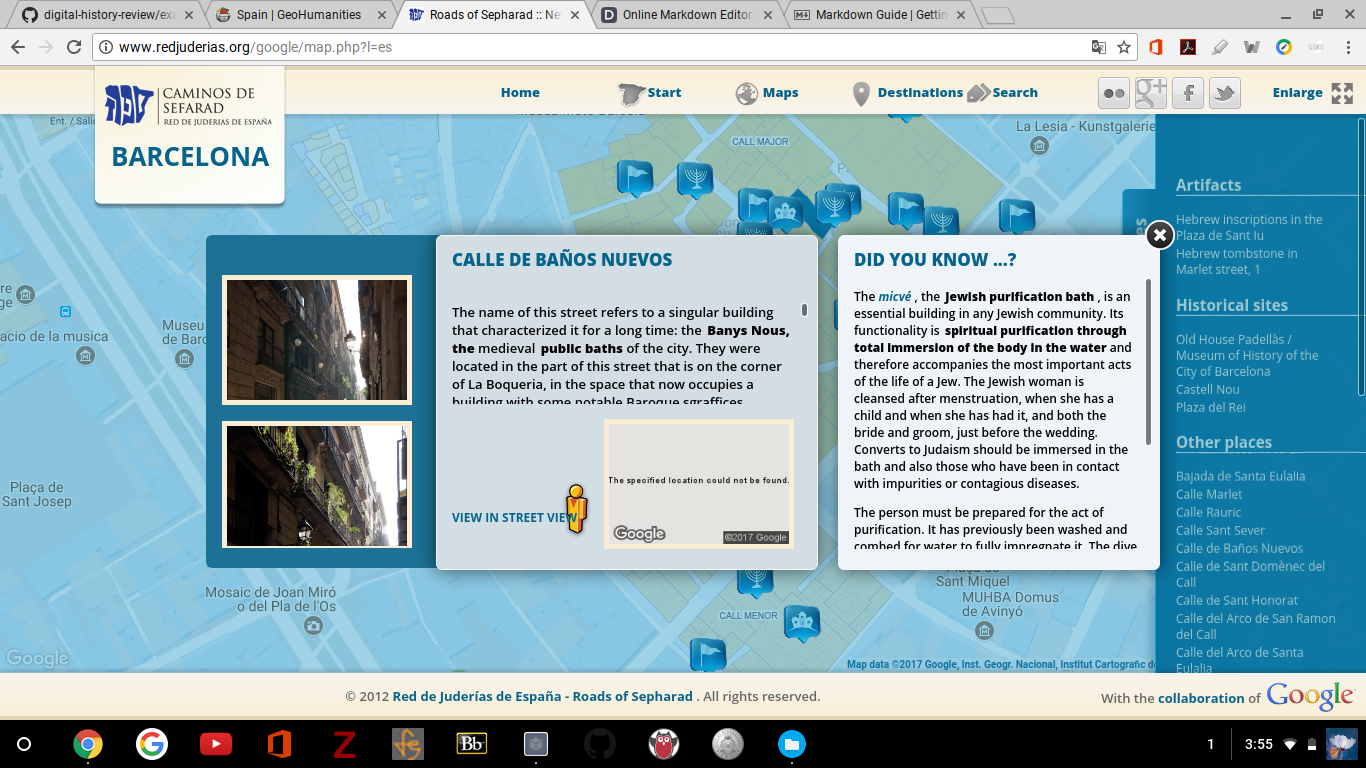 digital-history-review/exa
Spain | GeoHumanities
Roads of Sepharad :: Ne
Online Markdown Editor
Markdown Guide | Gettin
www.redjuderias.org/google/map.php?l=es
CAMINOS DE
SEFARAD
RED DE JUDERIAS DE ESPAÑA
BARCELONA
Home
Start
Maps
Destinations
Search
Enlarge
Ent. / Salid
La Lesia - Kunstgalerie
CALL MAJOR
Artifacts
Hebrew inscriptions in the
Plaza de Sant Iu
Hebrew tombstone in
Marlet street, 1
Historical sites
Old House Padellàs /
Museum of History of the
City of Barcelona
Castell Nou
Plaza del Rei
Other places
Bajada de Santa Eulalia
Calle Marlet
Calle Rauric
Calle Sant Sever
Calle de Baños Nuevos
Calle de Sant Domènec del
Call
Calle de Sant Honorat
Calle del Arco de San Ramon
del Call
Calle del Arco de Santa
Eulalia
CALLE DE BAÑOS NUEVOS
The name of this street refers to a singular building
that characterized it for a long time: the Banys Nous,
the medieval public baths of the city. They were
located in the part of this street that is on the corner
of La Boqueria, in the space that now occupies a
building with some notable Baroque sgraffices
VIEW IN STREET VIEW
The specified location could not be found.
Google
©2017 Google
DID YOU KNOW ...?
The micvé , the Jewish purification bath , is an
essential building in any Jewish community. Its
functionality is spiritual purification through
total immersion of the body in the water and
therefore accompanies the most important acts
of the life of a Jew. The Jewish woman is
cleansed after menstruation, when she has a
child and when she has had it, and both the
bride and groom, just before the wedding.
Converts to Judaism should be immersed in the
bath and also those who have been in contact
with impurities or contagious diseases.
The person must be prepared for the act of
purification. It has previously been washed and
combed for water to fully impregnate it. The dive
acio de la musica
Museu
de Barc
Plaça de
Sant Josep
Mosaic de Joan Miró
o del Pla de l'Os
Sant Miquel
MUHBA Domus
de Avinyó
CALL MENOR
Google
Map data ©2017 Google, Inst. Geogr. Nacional, Institut Cartografic de
© 2012 Red de Juderías de España - Roads of Sepharad . All rights reserved.
With the collaboration of Google
Bb
1
3:55